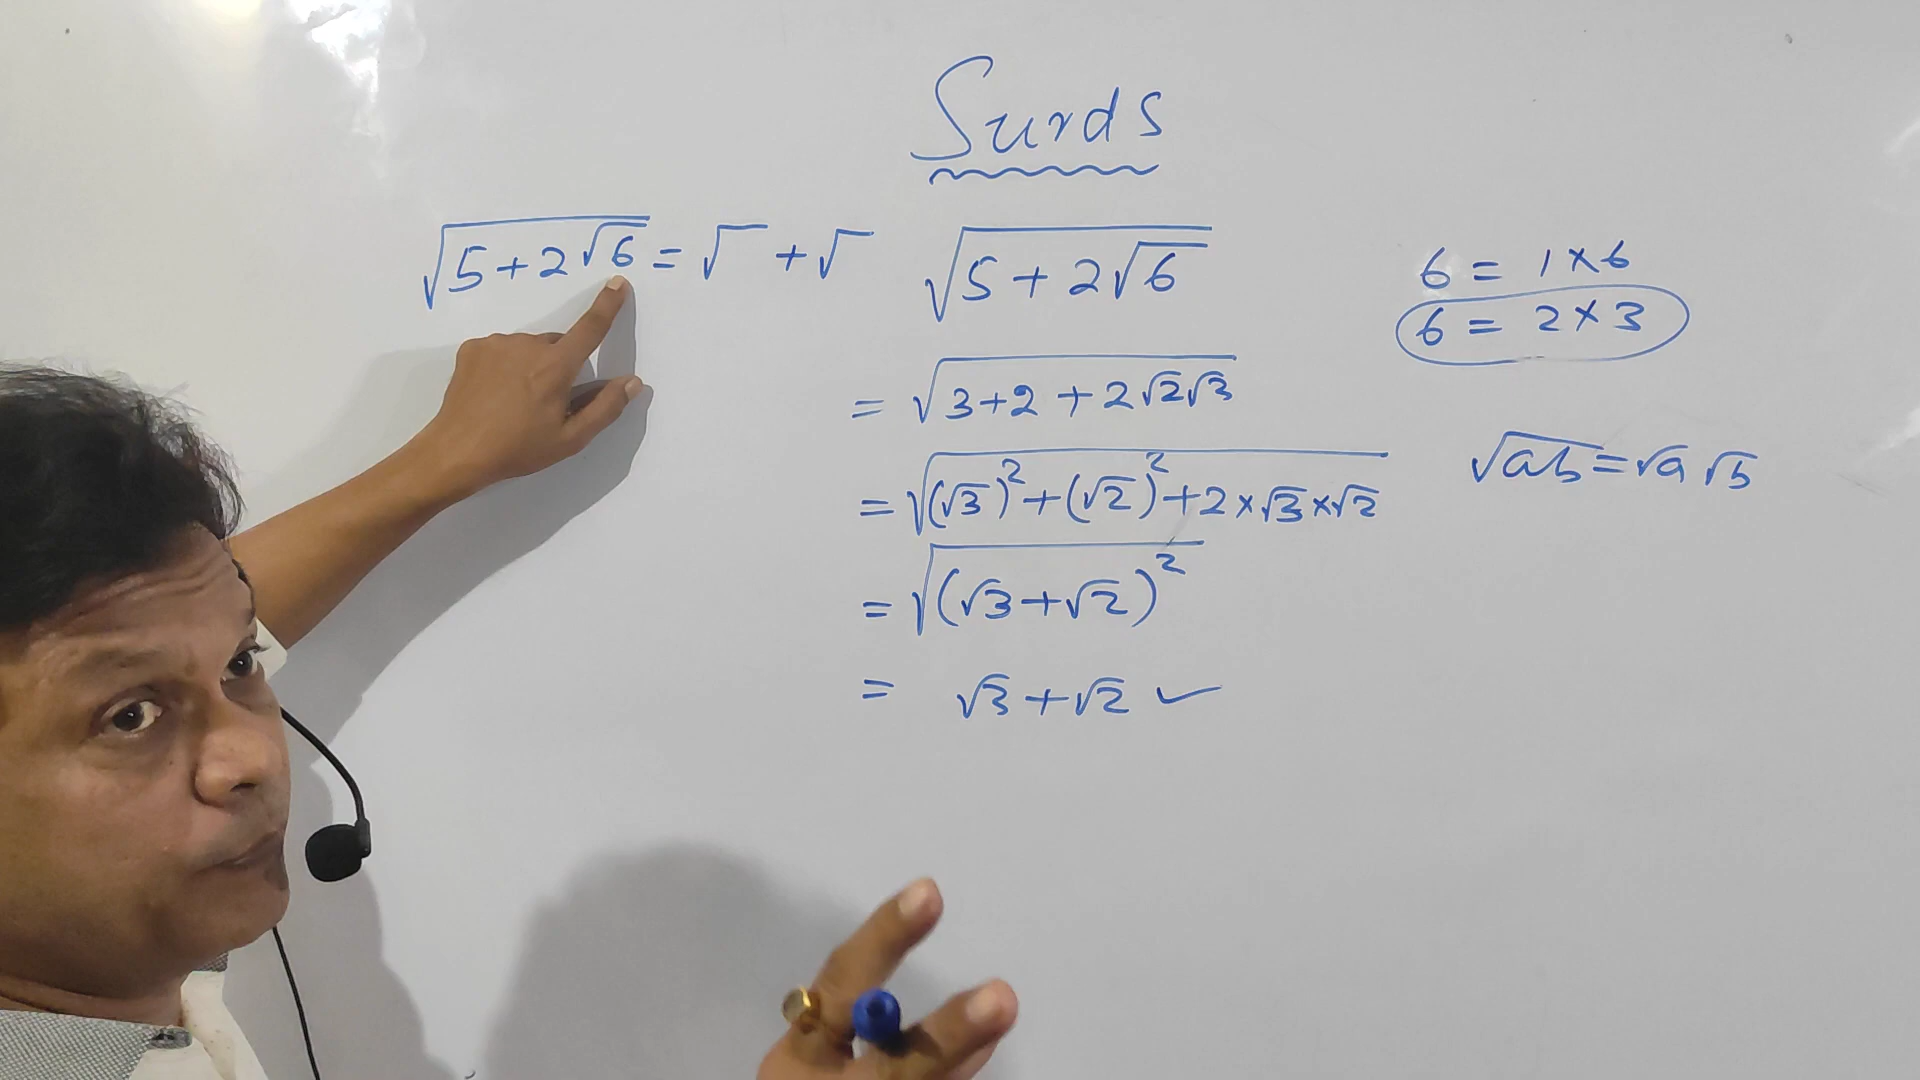 Surds
√(5+2√6) = √ + √
√(5+2√6)
= √(3+2+2√2√3)
= √((√3)²+(√2)²+2×√3×√2)
= √((√3+√2)²)
= √3+√2 ✓
6 = 1×6
6 = 2×3
√ab = √a √b